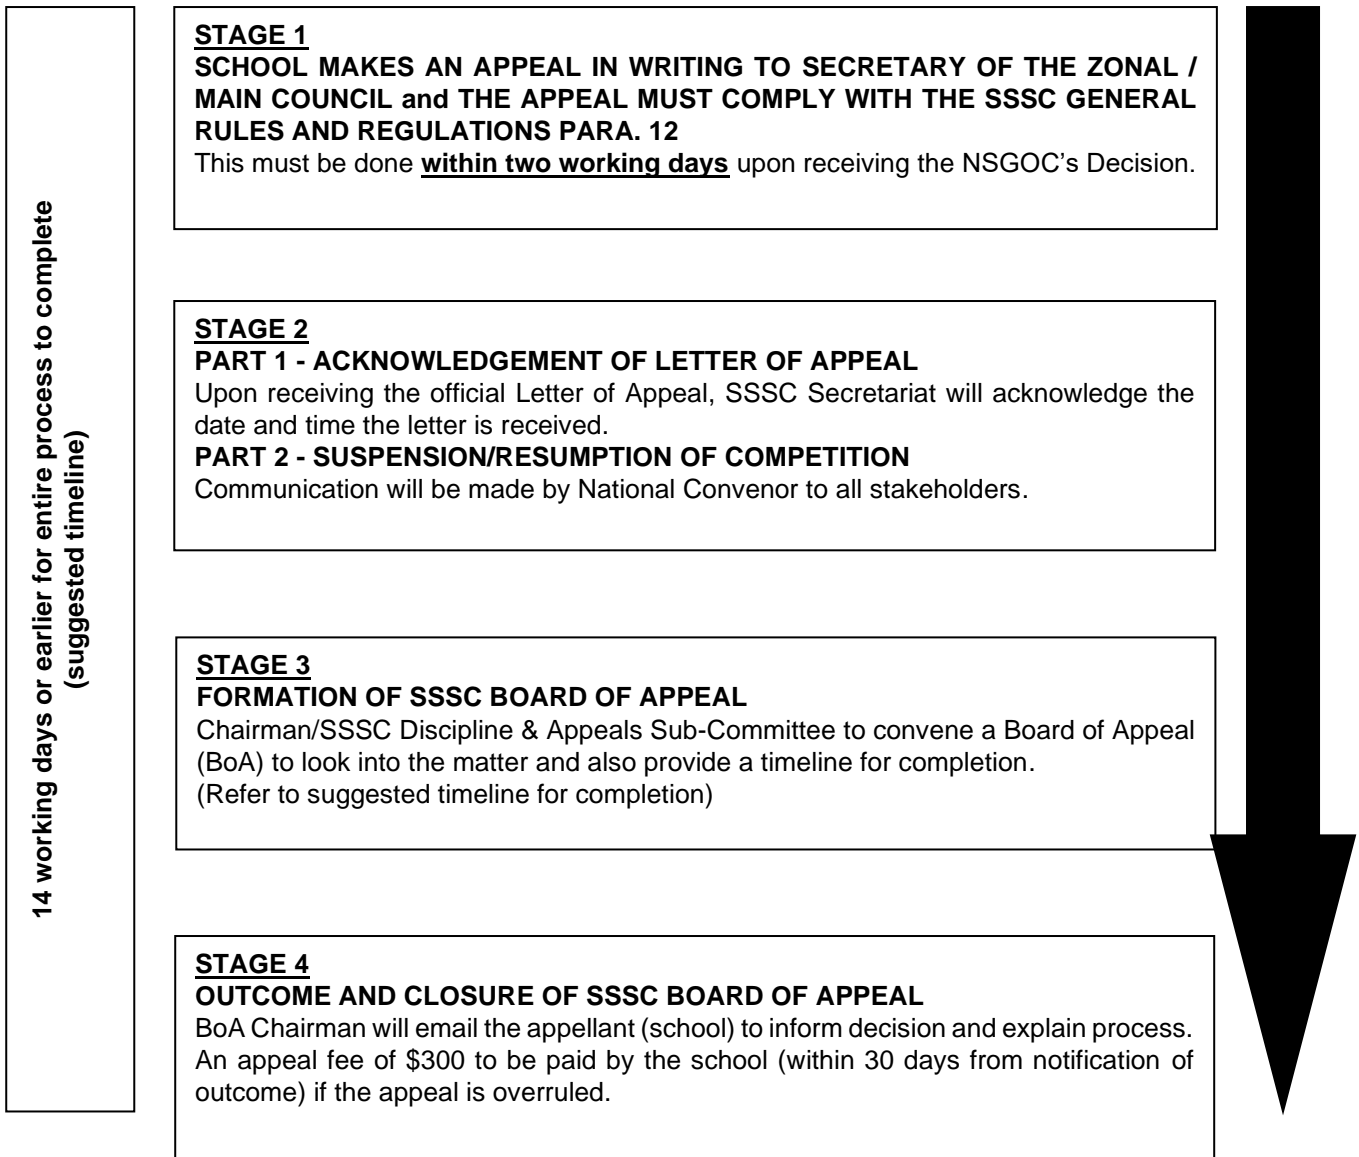 14 working days or earlier for entire process to complete
(suggested timeline)
STAGE 1
SCHOOL MAKES AN APPEAL IN WRITING TO SECRETARY OF THE ZONAL /
MAIN COUNCIL and THE APPEAL MUST COMPLY WITH THE SSSC GENERAL
RULES AND REGULATIONS PARA. 12
This must be done within two working days upon receiving the NSGOC's Decision.
STAGE 2
PART 1 - ACKNOWLEDGEMENT OF LETTER OF APPEAL
Upon receiving the official Letter of Appeal, SSSC Secretariat will acknowledge the
date and time the letter is received.
PART 2 - SUSPENSION/RESUMPTION OF COMPETITION
Communication will be made by National Convenor to all stakeholders.
STAGE 3
FORMATION OF SSSC BOARD OF APPEAL
Chairman/SSSC Discipline & Appeals Sub-Committee to convene a Board of Appeal
(BoA) to look into the matter and also provide a timeline for completion.
(Refer to suggested timeline for completion)
STAGE 4
OUTCOME AND CLOSURE OF SSSC BOARD OF APPEAL
BoA Chairman will email the appellant (school) to inform decision and explain process.
An appeal fee of $300 to be paid by the school (within 30 days from notification of
outcome) if the appeal is overruled.